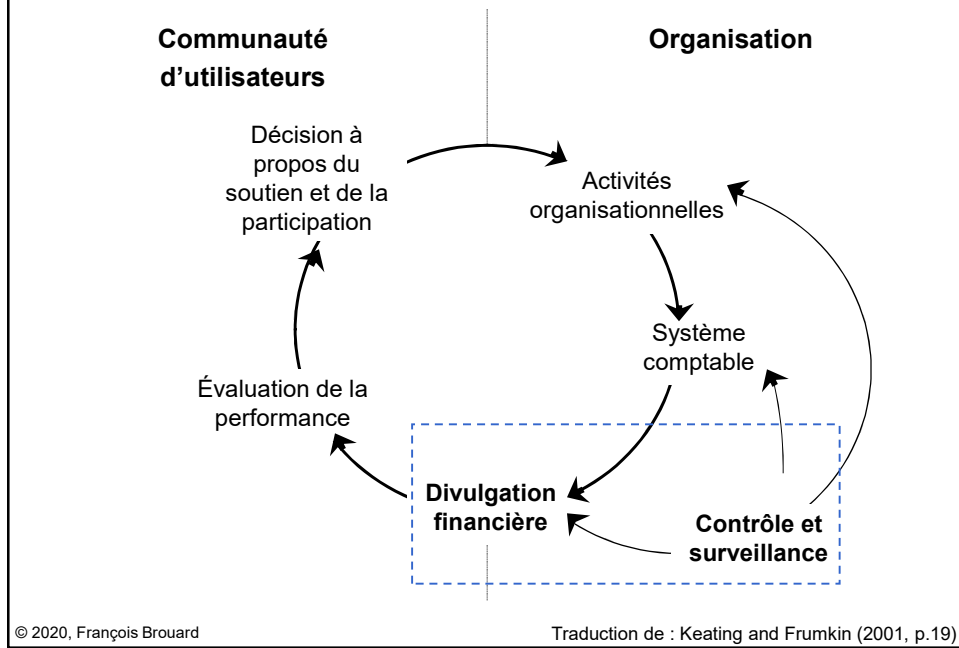 Communauté
d’utilisateurs
Organisation
Décision à
propos du
soutien et de la
participation
Activités
organisationnelles
Système
comptable
Évaluation de la
performance
Divulgation
financière
Contrôle et
surveillance
© 2020, François Brouard
Traduction de : Keating and Frumkin (2001, p.19)